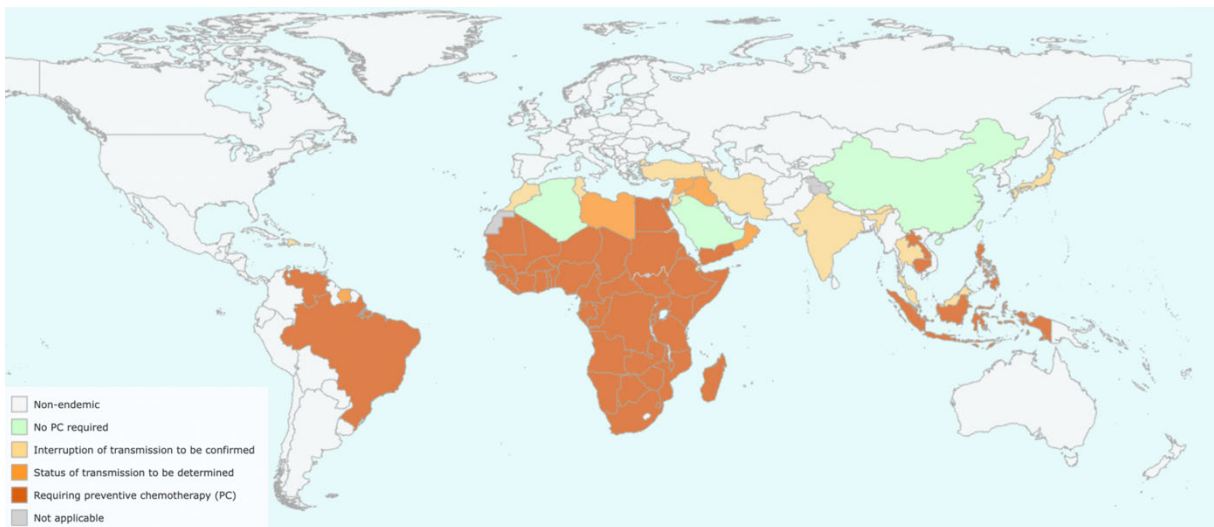 Non-endemic
No PC required
Interruption of transmission to be confirmed
Status of transmission to be determined
Requiring preventive chemotherapy (PC)
Not applicable